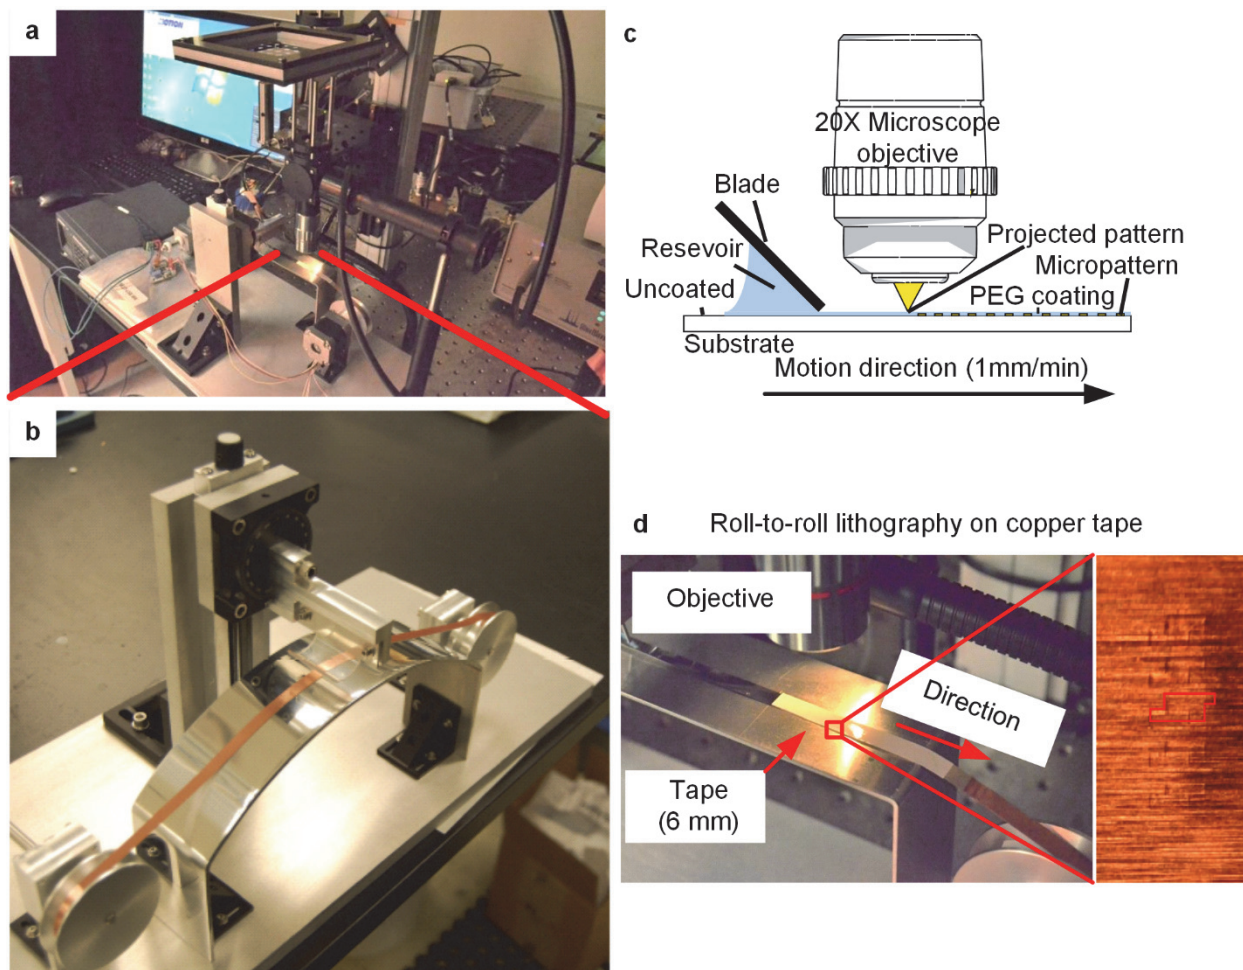 a
b
c
20X Microscope
objective
Blade
Resevoir
Uncoated
Projected pattern
Micropattern
PEG coating
Substrate
Motion direction (1mm/min)
d
Roll-to-roll lithography on copper tape
Objective
Direction
Tape
(6 mm)